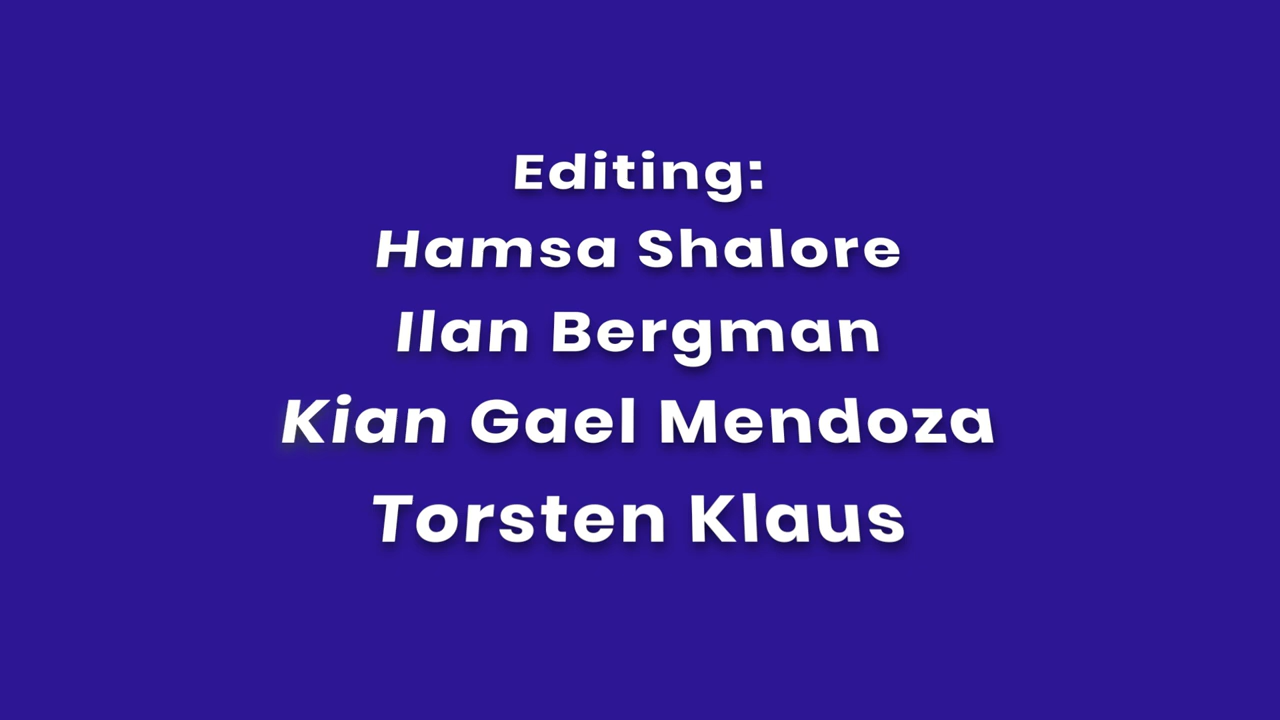 Editing:
Hamsa Shalore
Ilan Bergman
Kian Gael Mendoza
Torsten Klaus